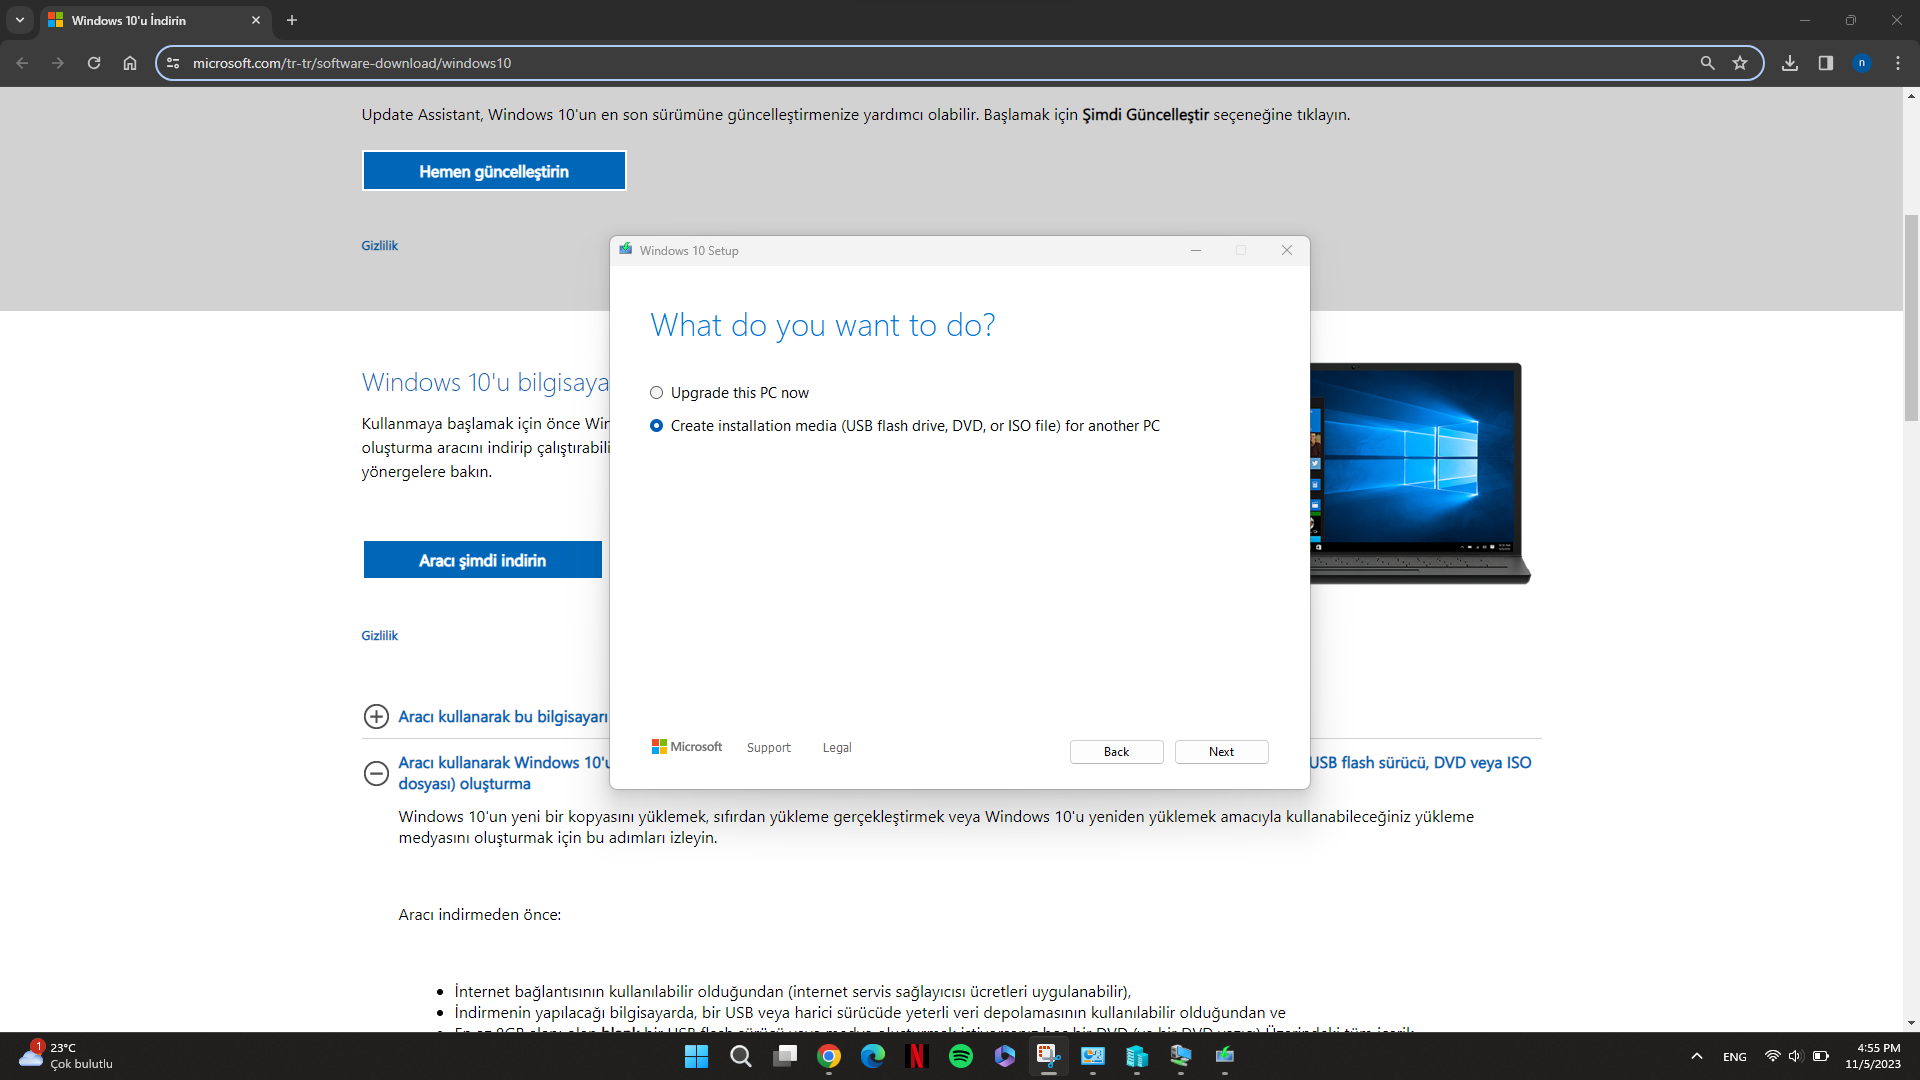 Windows 10'u İndirin
microsoft.com/tr-tr/software-download/windows10
n
Update Assistant, Windows 10'un en son sürümüne güncelleştirmenize yardımcı olabilir. Başlamak için Şimdi Güncelleştir seçeneğine tıklayın.
Hemen güncelleştirin
Gizlilik
Windows 10 Setup
What do you want to do?
Upgrade this PC now
Create installation media (USB flash drive, DVD, or ISO file) for another PC
Microsoft
Support
Legal
Back
Next
Windows 10'u bilgisaya
Kullanmaya başlamak için önce Win
oluşturma aracını indirip çalıştırabili
yönergelere bakın.
Aracı şimdi indirin
Gizlilik
Aracı kullanarak bu bilgisayarı
Aracı kullanarak Windows 10'u USB flash sürücü, DVD veya ISO
dosyası) oluşturma
Windows 10'un yeni bir kopyasını yüklemek, sıfırdan yükleme gerçekleştirmek veya Windows 10'u yeniden yüklemek amacıyla kullanabileceğiniz yükleme
medyasını oluşturmak için bu adımları izleyin.
Aracı indirmeden önce:
İnternet bağlantısının kullanılabilir olduğundan (internet servis sağlayıcısı ücretleri uygulanabilir),
İndirmenin yapılacağı bilgisayarda, bir USB veya harici sürücüde yeterli veri depolamasının kullanılabilir olduğundan ve
1
23°C
Çok bulutlu
ENG
4:55 PM
11/5/2023